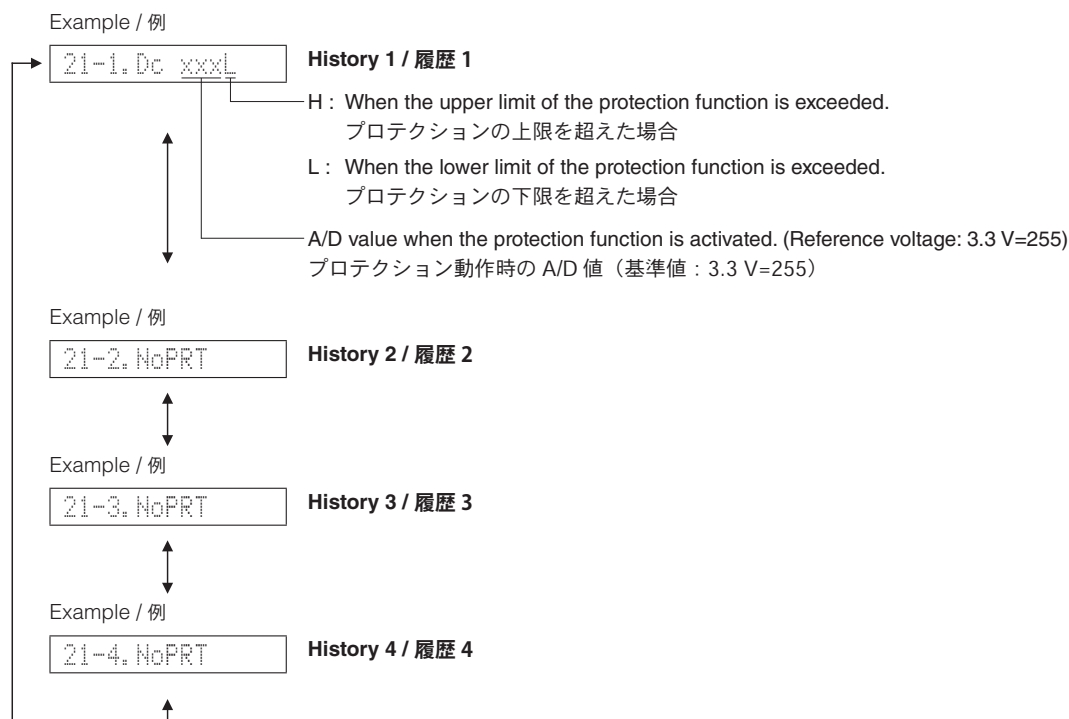 Example / 例
21-1.Dc xxxL
History 1 / 履歴 1
H : When the upper limit of the protection function is exceeded.
プロテクションの上限を超えた場合
L : When the lower limit of the protection function is exceeded.
プロテクションの下限を超えた場合
A/D value when the protection function is activated. (Reference voltage: 3.3 V=255)
プロテクション動作時の A/D 値（基準値：3.3 V=255）
Example / 例
21-2.NoPRT
History 2 / 履歴 2
Example / 例
21-3.NoPRT
History 3 / 履歴 3
Example / 例
21-4.NoPRT
History 4 / 履歴 4